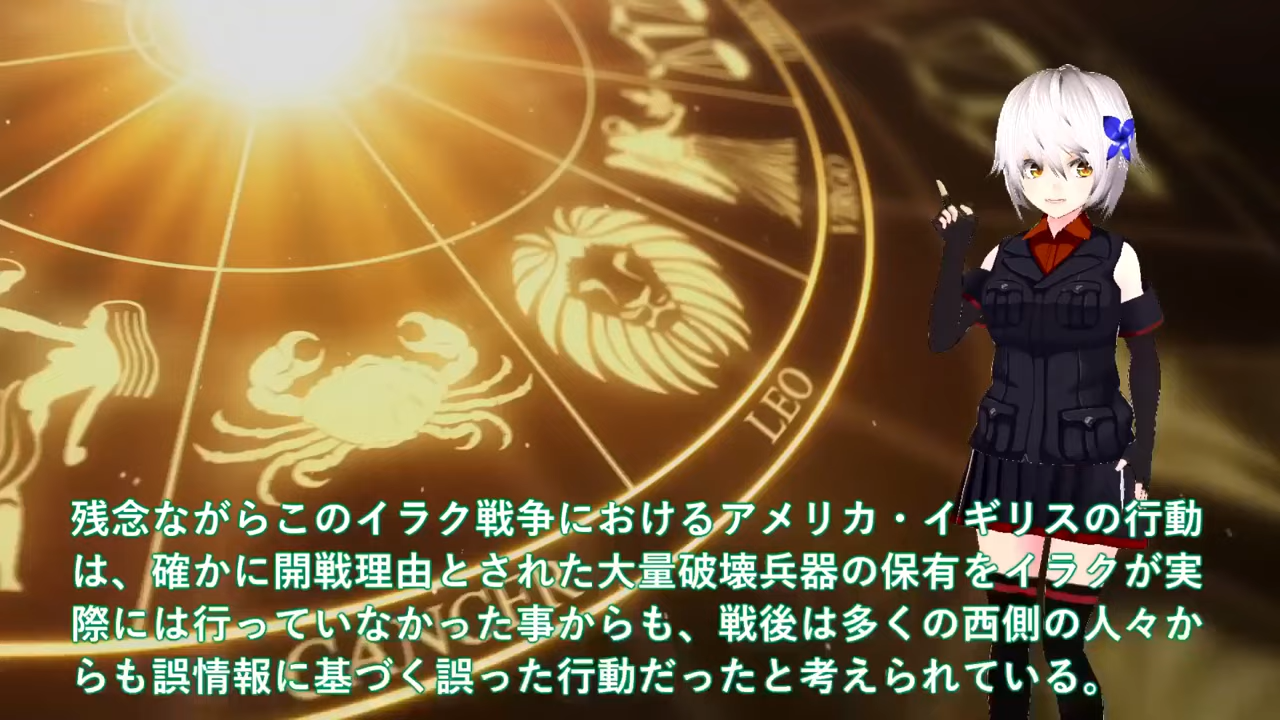 VIRGO
LEO
CANCER
残念ながらこのイラク戦争におけるアメリカ・イギリスの行動
は、確かに開戦理由とされた大量破壊兵器の保有をイラクが実
際には行っていなかった事からも、戦後は多くの西側の人々か
らも誤情報に基づく誤った行動だったと考えられている。